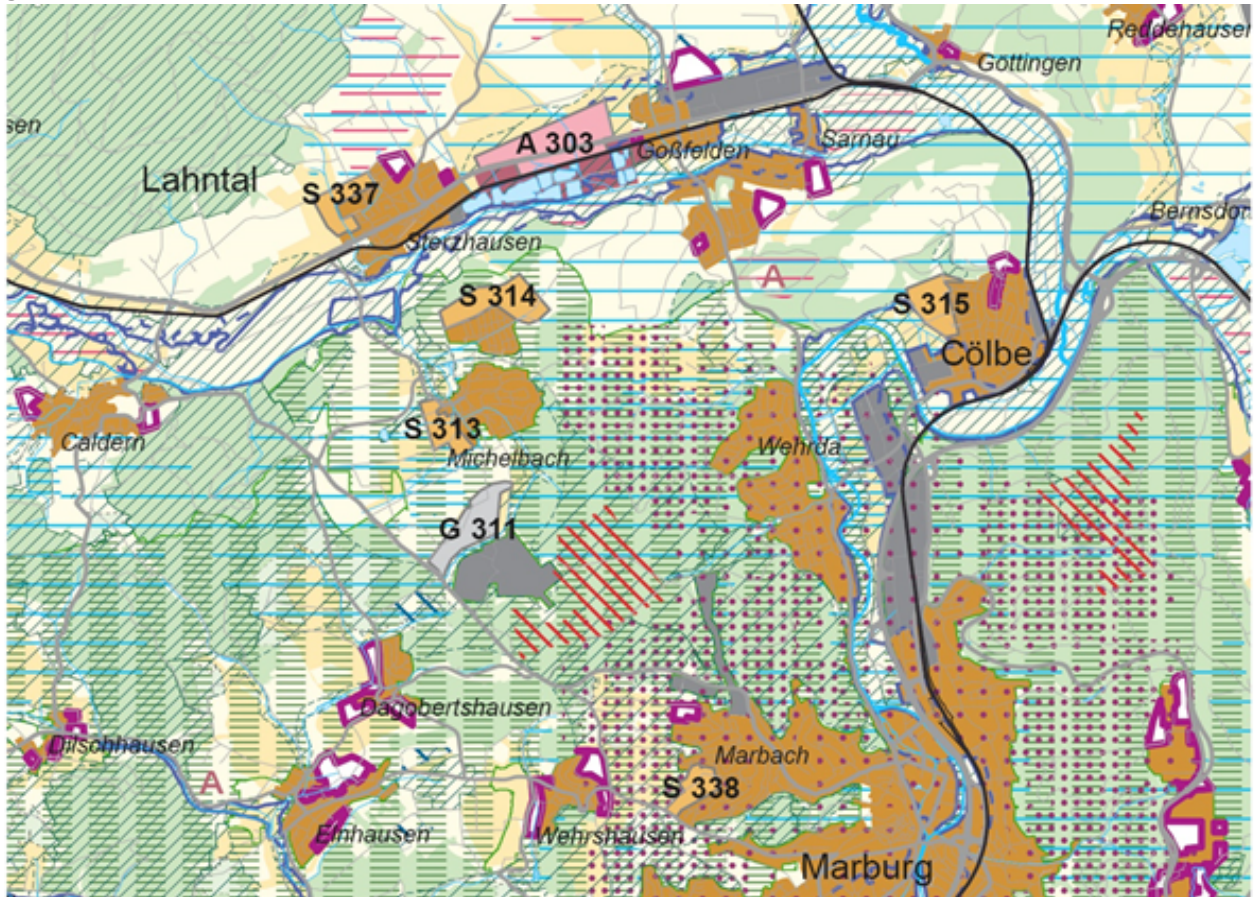 Reddehausen
Göttingen
sen
A 303
Goßfelden
Sarnau
Lahntal
S 337
Sterzhausen
Bernsdorf
A
S 314
S 315
Cölbe
S 313
Michelbach
Caldern
Wehrda
G 311
Dagobertshausen
Dilschhausen
Marbach
A
S 338
Elnhausen
Wehrshausen
Marburg